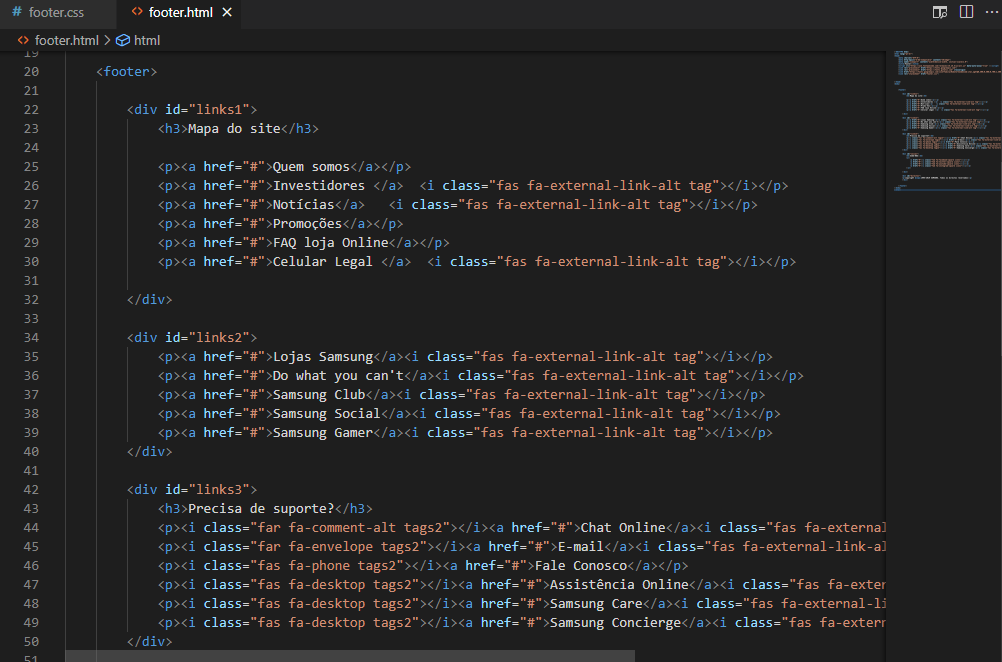 # footer.css
<> footer.html ×
<> footer.html > html
19
20 <footer>
21
22 <div id="links1">
23 <h3>Mapa do site</h3>
24
25 <p><a href="#">Quem somos</a></p>
26 <p><a href="#">Investidores </a>  <i class="fas fa-external-link-alt tag"></i></p>
27 <p><a href="#">Notícias</a>   <i class="fas fa-external-link-alt tag"></i></p>
28 <p><a href="#">Promoções</a></p>
29 <p><a href="#">FAQ loja Online</a></p>
30 <p><a href="#">Celular Legal </a>  <i class="fas fa-external-link-alt tag"></i></p>
31
32 </div>
33
34 <div id="links2">
35 <p><a href="#">Lojas Samsung</a><i class="fas fa-external-link-alt tag"></i></p>
36 <p><a href="#">Do what you can't</a><i class="fas fa-external-link-alt tag"></i></p>
37 <p><a href="#">Samsung Club</a><i class="fas fa-external-link-alt tag"></i></p>
38 <p><a href="#">Samsung Social</a><i class="fas fa-external-link-alt tag"></i></p>
39 <p><a href="#">Samsung Gamer</a><i class="fas fa-external-link-alt tag"></i></p>
40 </div>
41
42 <div id="links3">
43 <h3>Precisa de suporte?</h3>
44 <p><i class="far fa-comment-alt tags2"></i><a href="#">Chat Online</a><i class="fas fa-external
45 <p><i class="far fa-envelope tags2"></i><a href="#">E-mail</a><i class="fas fa-external-link-al
46 <p><i class="fas fa-phone tags2"></i><a href="#">Fale Conosco</a></p>
47 <p><i class="fas fa-desktop tags2"></i><a href="#">Assistência Online</a><i class="fas fa-exter
48 <p><i class="fas fa-desktop tags2"></i><a href="#">Samsung Care</a><i class="fas fa-external-li
49 <p><i class="fas fa-desktop tags2"></i><a href="#">Samsung Concierge</a><i class="fas fa-extern
50 </div>
51